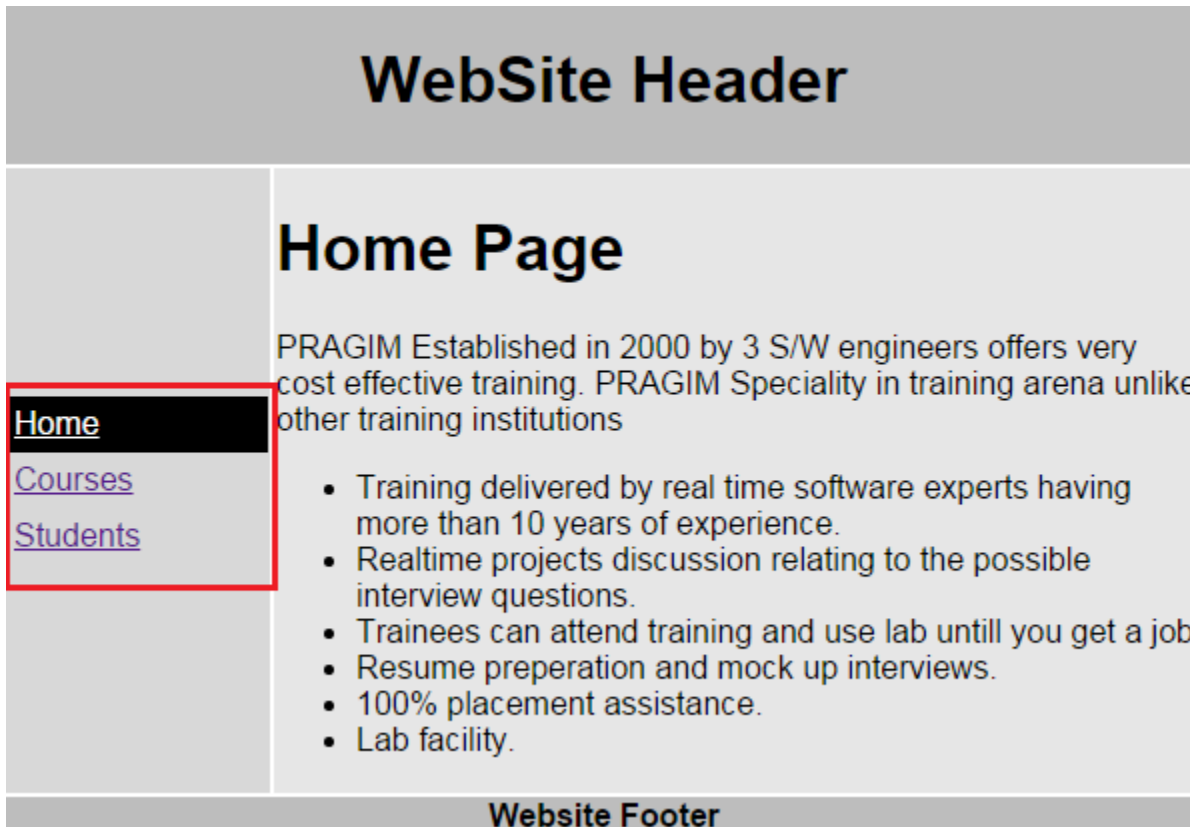 WebSite Header
Home
Courses
Students
Home Page
PRAGIM Established in 2000 by 3 S/W engineers offers very
cost effective training. PRAGIM Speciality in training arena unlike
other training institutions
• Training delivered by real time software experts having
more than 10 years of experience.
• Realtime projects discussion relating to the possible
interview questions.
• Trainees can attend training and use lab untill you get a job
• Resume preperation and mock up interviews.
• 100% placement assistance.
• Lab facility.
Website Footer